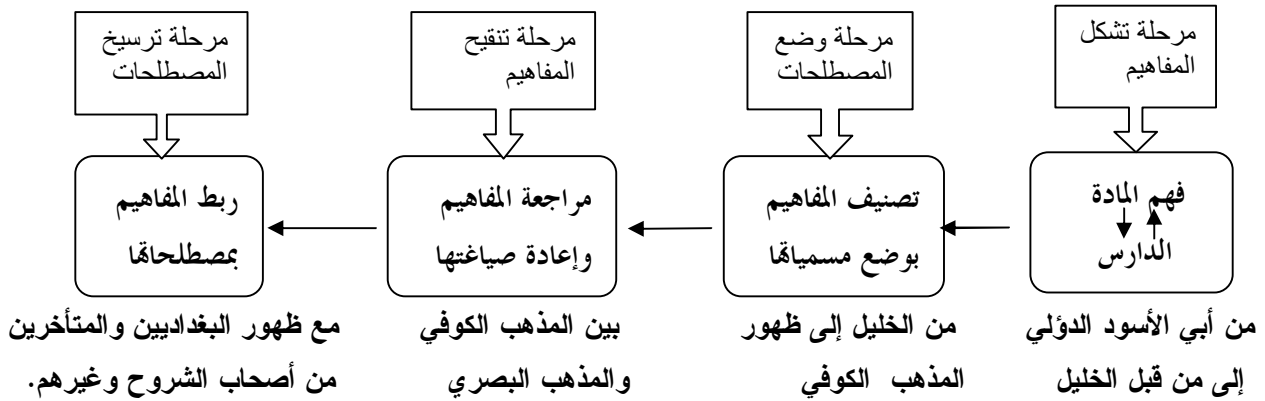 مرحلة تشكل
المفاهيم
مرحلة وضع
المصطلحات
مرحلة تنقيح
المفاهيم
مرحلة ترسيخ
المصطلحات
فهم المادة
الدارس
تصنيف المفاهيم
بوضع مسمياتها
مراجعة المفاهيم
وإعادة صياغتها
ربط المفاهيم
بمصطلحاتها
من أبي الأسود الدؤلي
إلى من قبل الخليل
من الخليل إلى ظهور
المذهب الكوفي
بين المذهب الكوفي
والمذهب البصري
مع ظهور البغداديين والمتأخرين
من أصحاب الشروح وغيرهم.